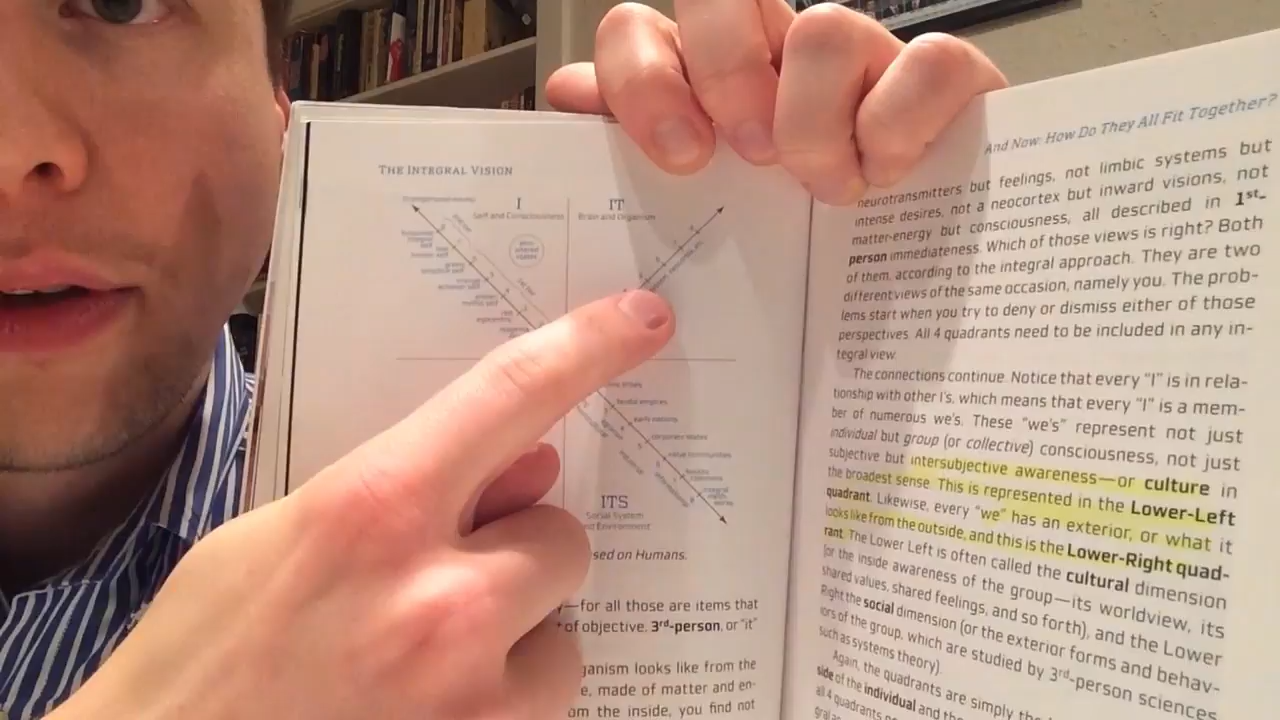 THE INTEGRAL VISION
I
Self and Consciousness
IT
Brain and Organism
feudal empires
early nations
corporate states
value communities
ITS
Social System
nd Environment
sed on Humans.
—for all those are items that
of objective, 3rd-person, or "it"
ganism looks like from the
e, made of matter and en-
om the inside, you find not
And Now: How Do They All Fit Together?
neurotransmitters but feelings, not limbic systems but
intense desires, not a neocortex but inward visions, not
matter-energy but consciousness, all described in 1st-
person immediateness. Which of those views is right? Both
of them, according to the integral approach. They are two
different views of the same occasion, namely you. The prob-
lems start when you try to deny or dismiss either of those
perspectives. All 4 quadrants need to be included in any in-
tegral view.
The connections continue. Notice that every "I" is in rela-
tionship with other I's, which means that every "I" is a mem-
ber of numerous we's. These "we's" represent not just
individual but group (or collective) consciousness, not just
subjective but intersubjective awareness—or culture in
the broadest sense. This is represented in the Lower-Left
quadrant. Likewise, every "we" has an exterior, or what it
looks like from the outside, and this is the Lower-Right quad-
rant. The Lower Left is often called the cultural dimension
(or the inside awareness of the group—its worldview, its
shared values, shared feelings, and so forth), and the Lower
Right the social dimension (or the exterior forms and behav-
iors of the group, which are studied by 3rd-person sciences
such as systems theory).
Again, the quadrants are simply the
side of the individual and the
all 4 quadrants